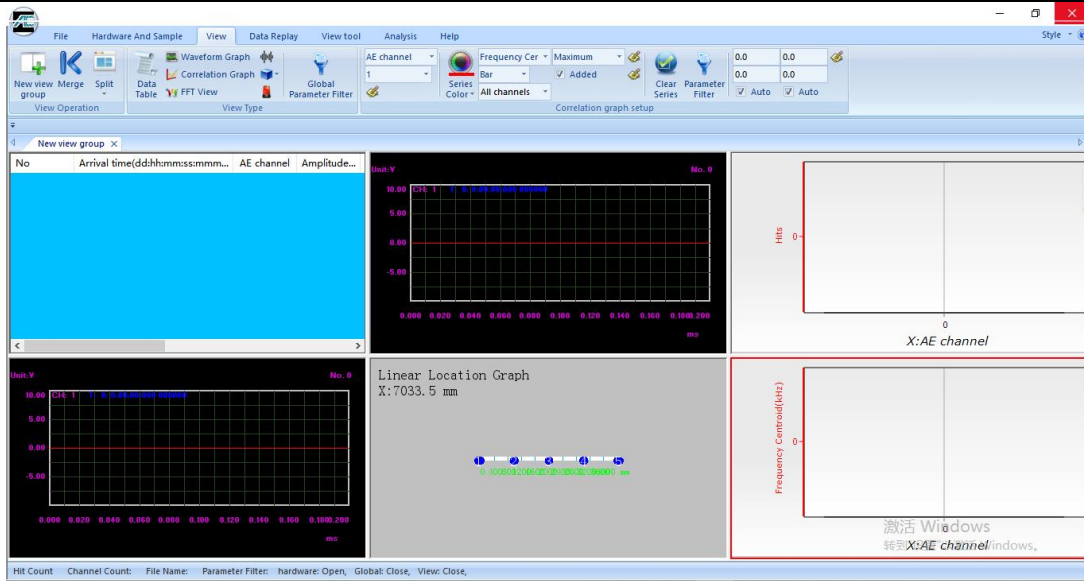 File Hardware And Sample View Data Replay View tool Analysis Help Style
New view group Merge Split
View Operation
Data Table Waveform Graph Correlation Graph FFT View Global Parameter Filter
View Type
AE channel Frequency Cer Maximum
1 Bar Added
Series Color All channels Clear Series Parameter Filter
0.0 0.0
0.0 0.0
Auto Auto
Correlation graph setup
New view group
No Arrival time(dd:hh:mm:ss:mmm... AE channel Amplitude...
Unit:V No. 0
10.00 CH: 1
5.00
0.00
-5.00
0.000 0.020 0.040 0.060 0.080 0.100 0.120 0.140 0.160 0.180 0.200
ms
Hits
0
0
X:AE channel
Unit:V No. 0
10.00 CH: 1
5.00
0.00
-5.00
0.000 0.020 0.040 0.060 0.080 0.100 0.120 0.140 0.160 0.180 0.200
ms
Linear Location Graph
X:7033.5 mm
1 2 3 4 5
mm
Frequency Centroid(kHz)
0
0
X:AE channel
激活 Windows
Windows。
Hit Count Channel Count: File Name: Parameter Filter: hardware: Open, Global: Close, View: Close,